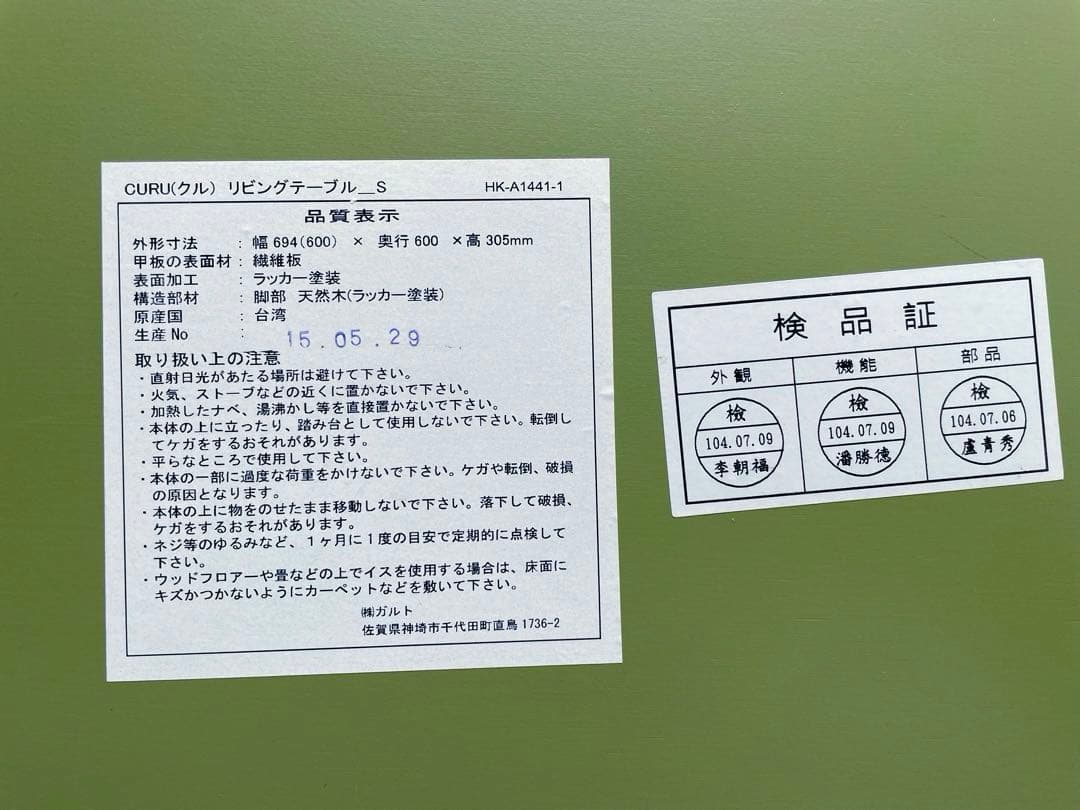 CURU(クル) リビングテーブル＿S HK-A1441-1
品質表示
外形寸法 : 幅 694(600) × 奥行 600 ×高 305mm
甲板の表面材 : 繊維板
表面加工 : ラッカー塗装
構造部材 : 脚部 天然木(ラッカー塗装)
原産国 : 台湾
生産No : 15.05.29
取り扱い上の注意
・直射日光があたる場所は避けて下さい。
・火気、ストーブなどの近くに置かないで下さい。
・加熱したナベ、湯沸かし等を直接置かないで下さい。
・本体の上に立ったり、踏み台として使用しないで下さい。転倒し
てケガをするおそれがあります。
・平らなところで使用して下さい。
・本体の一部に過度な荷重をかけないで下さい。ケガや転倒、破損
の原因となります。
・本体の上に物をのせたまま移動しないで下さい。落下して破損、
ケガをするおそれがあります。
・ネジ等のゆるみなど、1ヶ月に1度の目安で定期的に点検して
下さい。
・ウッドフロアーや畳などの上でイスを使用する場合は、床面に
キズかつかないようにカーペットなどを敷いて下さい。
㈱ガルト
佐賀県神埼市千代田町直鳥1736-2
検品証
外観 機能 部品
檢 檢 檢
104.07.09 104.07.09 104.07.06
李朝福 潘勝德 盧青秀